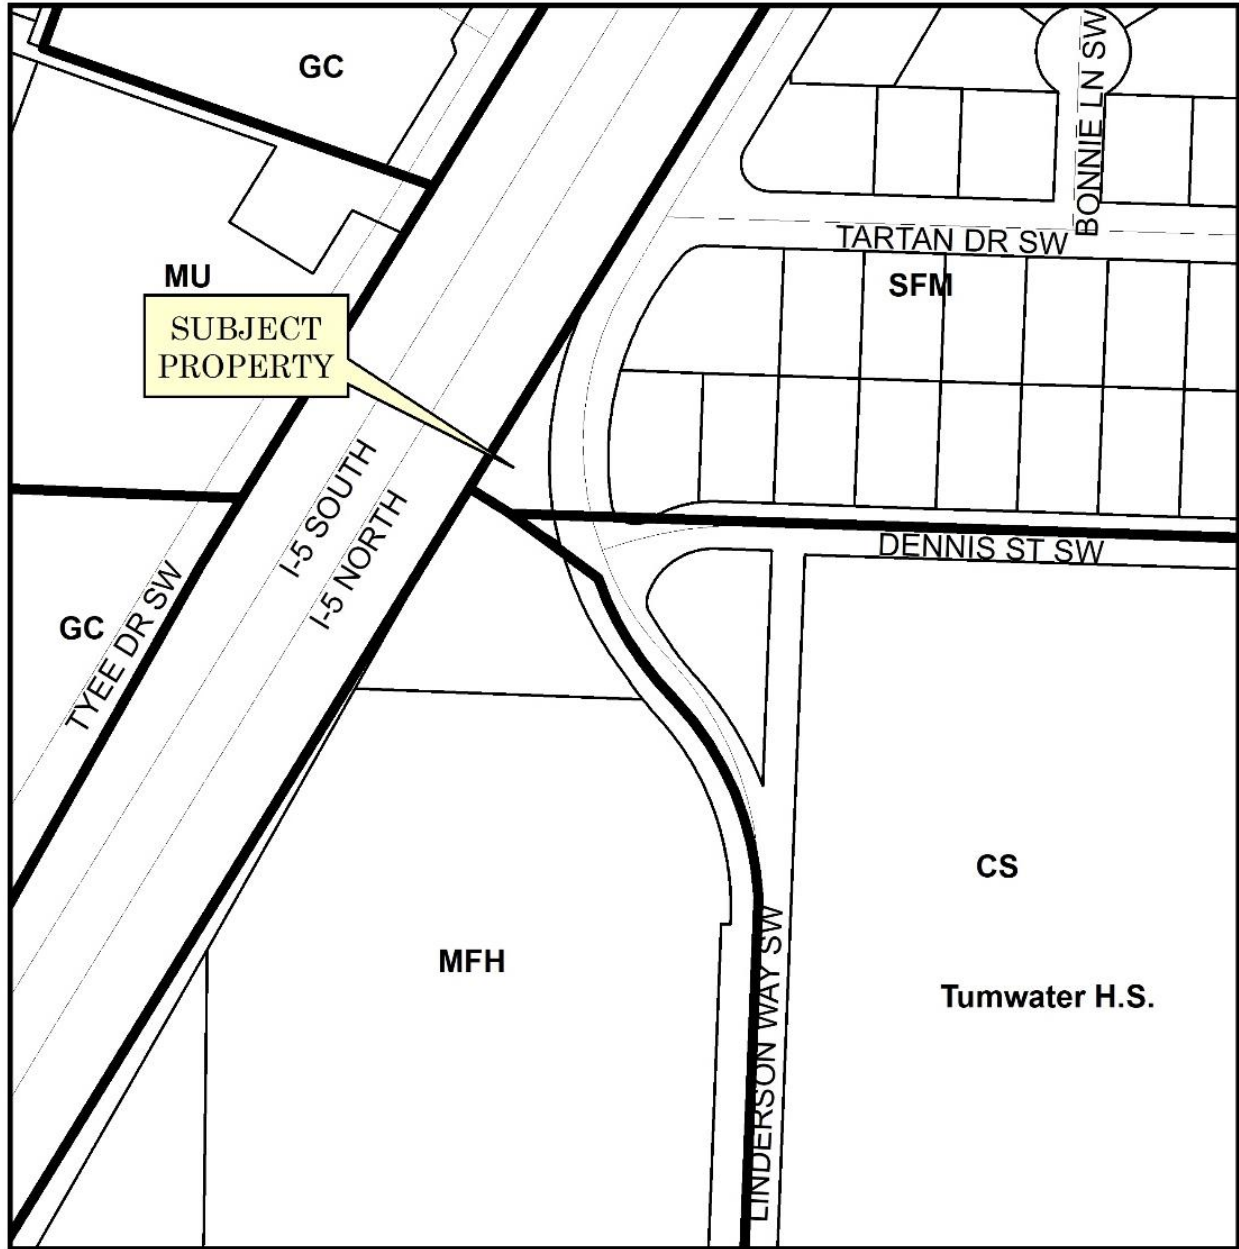 GC
BONNIE LN SW
TARTAN DR SW
MU
SFM
SUBJECT
PROPERTY
I-5 SOUTH
I-5 NORTH
DENNIS ST SW
GC
TYEE DR SW
CS
MFH
Tumwater H.S.
LINDERSON WAY SW